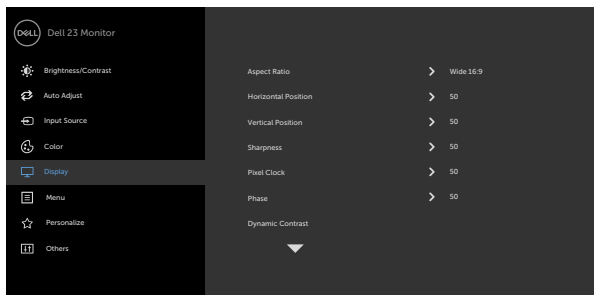 DELL Dell 23 Monitor
Brightness/Contrast
Auto Adjust
Input Source
Color
Display
Menu
Personalize
Others
Aspect Ratio Wide 16:9
Horizontal Position 50
Vertical Position 50
Sharpness 50
Pixel Clock 50
Phase 50
Dynamic Contrast